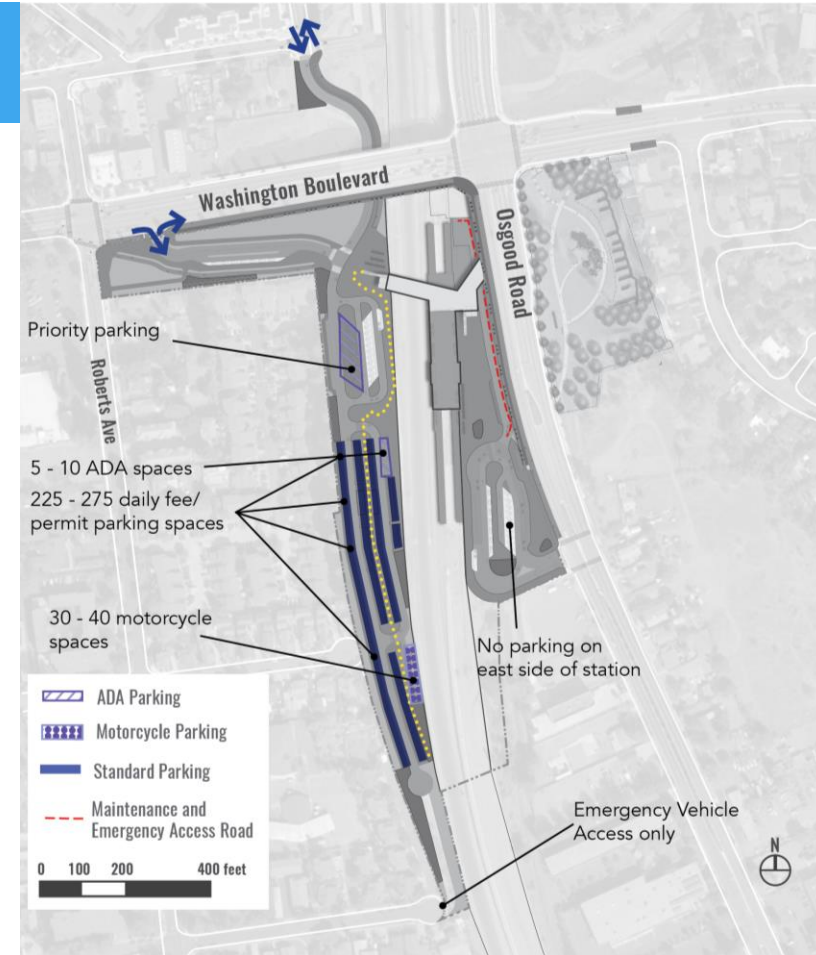 Washington Boulevard
Osgood Road
Priority parking
Roberts Ave
5 - 10 ADA spaces
225 - 275 daily fee/
permit parking spaces
30 - 40 motorcycle
spaces
No parking on
east side of station
ADA Parking
Motorcycle Parking
Standard Parking
Maintenance and
Emergency Access Road
0 100 200 400 feet
Emergency Vehicle
Access only
N